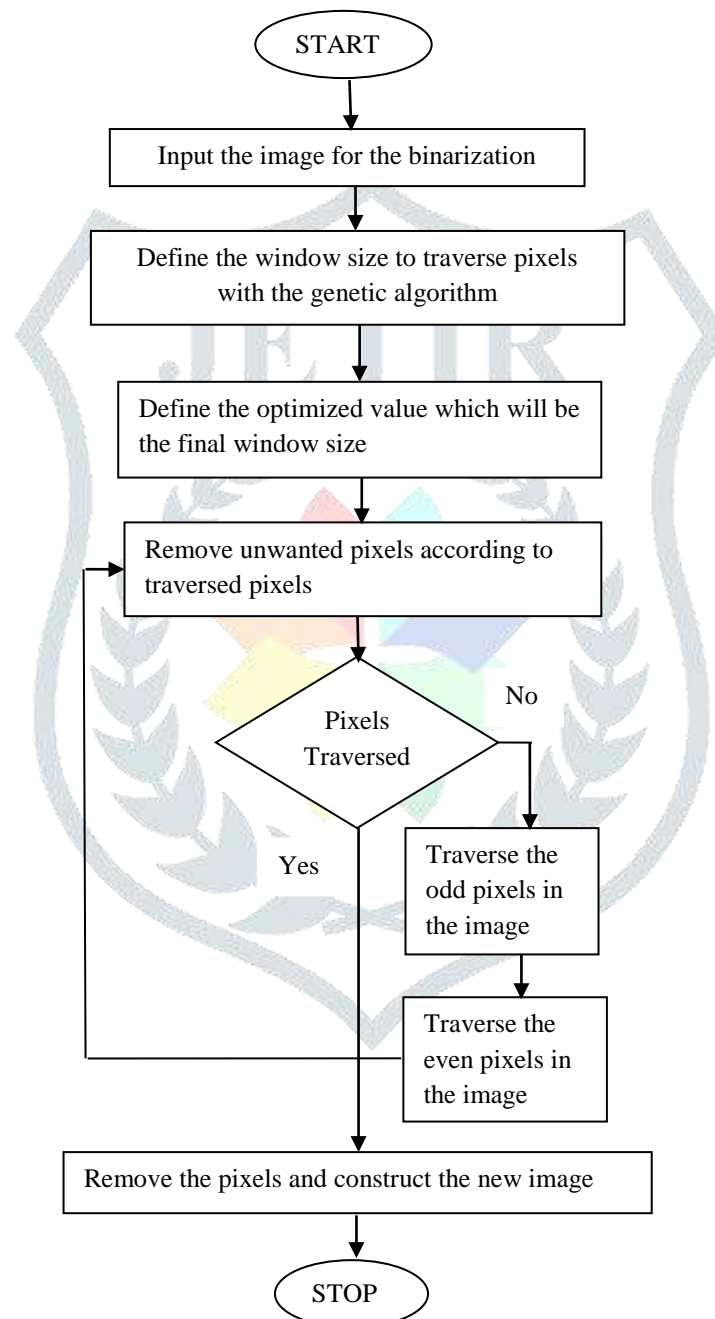 START
Input the image for the binarization
Define the window size to traverse pixels
with the genetic algorithm
JETIR
Define the optimized value which will be
the final window size
Remove unwanted pixels according to
traversed pixels
No
Pixels
Traversed
Yes
Traverse the
odd pixels in
the image
Traverse the
even pixels in
the image
Remove the pixels and construct the new image
STOP